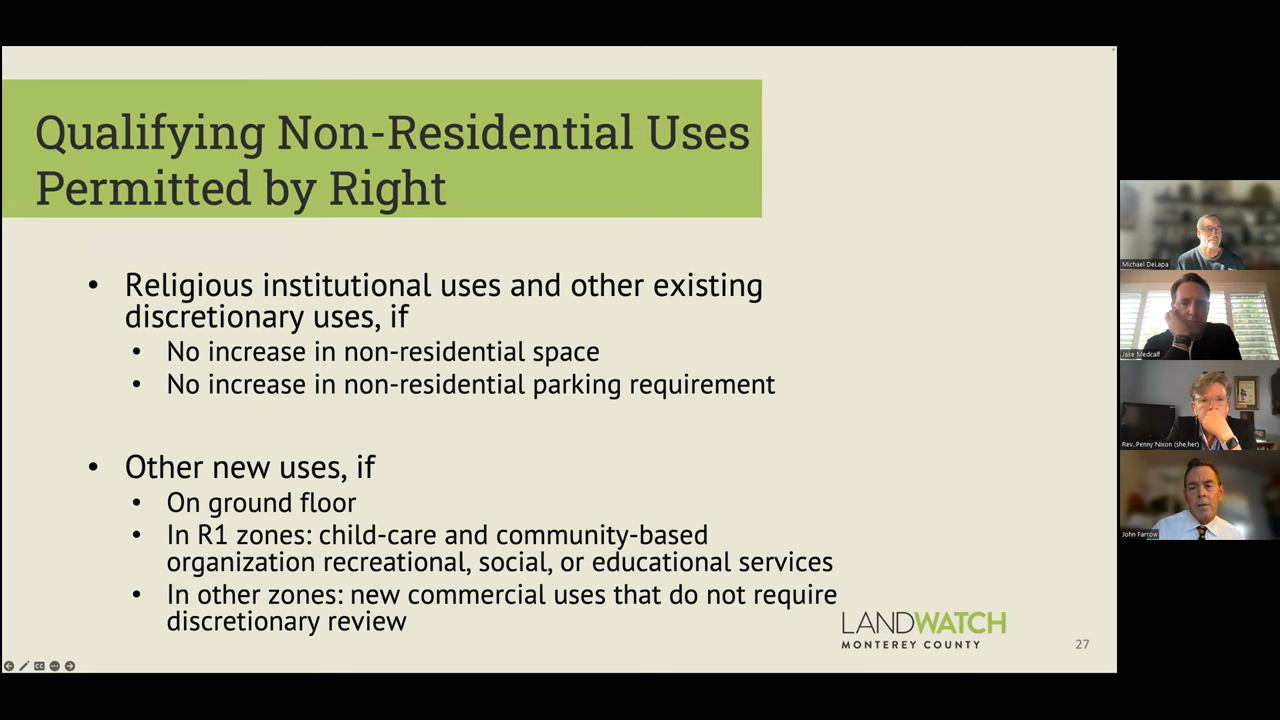 Qualifying Non-Residential Uses
Permitted by Right
• Religious institutional uses and other existing
discretionary uses, if
• No increase in non-residential space
• No increase in non-residential parking requirement
• Other new uses, if
• On ground floor
• In R1 zones: child-care and community-based
organization recreational, social, or educational services
• In other zones: new commercial uses that do not require
discretionary review
LANDWATCH
MONTEREY COUNTY
27
Michael DeLapa
Jake Medcalf
Rev. Penny Nixon (she,her)
John Farrow